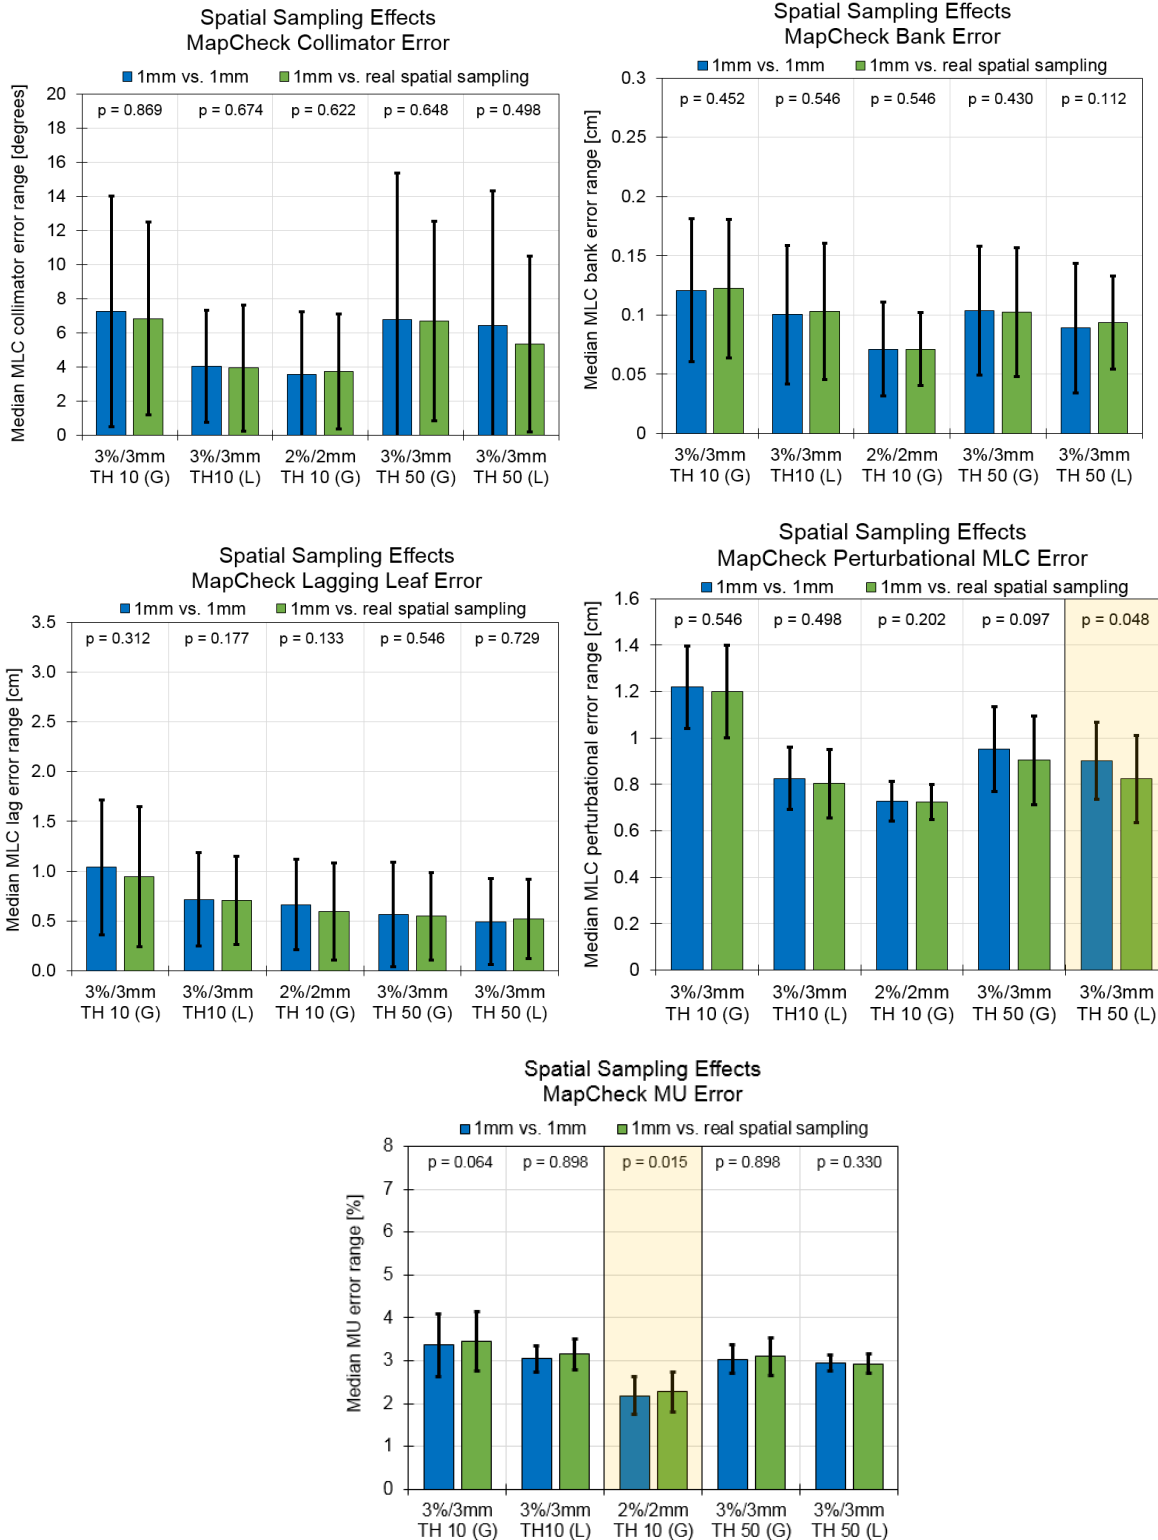 Spatial Sampling Effects
MapCheck Collimator Error
1mm vs. 1mm 1mm vs. real spatial sampling
Median MLC collimator error range [degrees]
20
18
16
14
12
10
8
6
4
2
0
p = 0.869 p = 0.674 p = 0.622 p = 0.648 p = 0.498
3%/3mm 3%/3mm 2%/2mm 3%/3mm 3%/3mm
TH 10 (G) TH10 (L) TH 10 (G) TH 50 (G) TH 50 (L)
Spatial Sampling Effects
MapCheck Bank Error
1mm vs. 1mm 1mm vs. real spatial sampling
Median MLC bank error range [cm]
0.3
0.25
0.2
0.15
0.1
0.05
0
p = 0.452 p = 0.546 p = 0.546 p = 0.430 p = 0.112
3%/3mm 3%/3mm 2%/2mm 3%/3mm 3%/3mm
TH 10 (G) TH10 (L) TH 10 (G) TH 50 (G) TH 50 (L)
Spatial Sampling Effects
MapCheck Lagging Leaf Error
1mm vs. 1mm 1mm vs. real spatial sampling
Median MLC lag error range [cm]
3.5
3.0
2.5
2.0
1.5
1.0
0.5
0.0
p = 0.312 p = 0.177 p = 0.133 p = 0.546 p = 0.729
3%/3mm 3%/3mm 2%/2mm 3%/3mm 3%/3mm
TH 10 (G) TH10 (L) TH 10 (G) TH 50 (G) TH 50 (L)
Spatial Sampling Effects
MapCheck Perturbational MLC Error
1mm vs. 1mm 1mm vs. real spatial sampling
Median MLC perturbational error range [cm]
1.6
1.4
1.2
1
0.8
0.6
0.4
0.2
0
p = 0.546 p = 0.498 p = 0.202 p = 0.097 p = 0.048
3%/3mm 3%/3mm 2%/2mm 3%/3mm 3%/3mm
TH 10 (G) TH10 (L) TH 10 (G) TH 50 (G) TH 50 (L)
Spatial Sampling Effects
MapCheck MU Error
1mm vs. 1mm 1mm vs. real spatial sampling
Median MU error range [%]
8
7
6
5
4
3
2
1
0
p = 0.064 p = 0.898 p = 0.015 p = 0.898 p = 0.330
3%/3mm 3%/3mm 2%/2mm 3%/3mm 3%/3mm
TH 10 (G) TH10 (L) TH 10 (G) TH 50 (G) TH 50 (L)